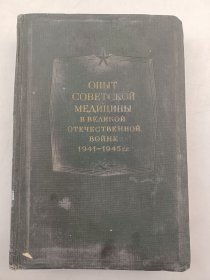 ОПЫТ
СОВЕТСКОЙ
МЕДИЦИНЫ
В ВЕЛИКОЙ
ОТЕЧЕСТВЕННОЙ
ВОЙНЕ
1941-1945 гг.